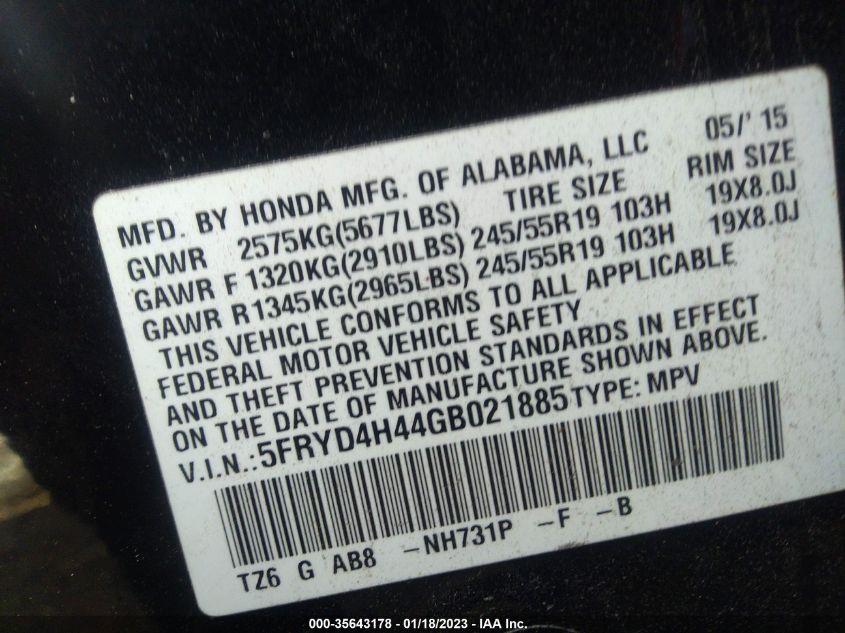 MFD. BY HONDA MFG. OF ALABAMA, LLC 05/' 15
GVWR 2575KG(5677LBS) TIRE SIZE RIM SIZE
GAWR F 1320KG(2910LBS) 245/55R19 103H 19X8.0J
GAWR R1345KG(2965LBS) 245/55R19 103H 19X8.0J
THIS VEHICLE CONFORMS TO ALL APPLICABLE
FEDERAL MOTOR VEHICLE SAFETY
AND THEFT PREVENTION STANDARDS IN EFFECT
ON THE DATE OF MANUFACTURE SHOWN ABOVE.
V.I.N.:5FRYD4H44GB021885 TYPE: MPV
TZ6 G AB8 -NH731P -F -B
000-35643178 - 01/18/2023 - IAA Inc.